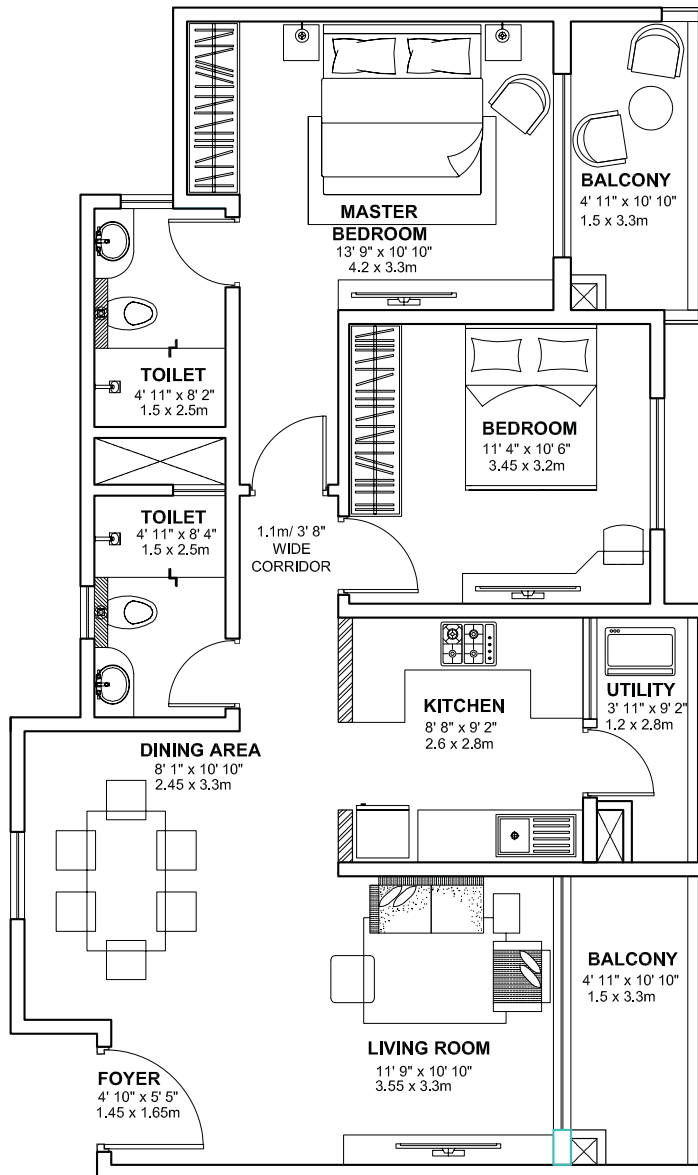 BALCONY
4' 11" x 10' 10"
1.5 x 3.3m
MASTER
BEDROOM
13' 9" x 10' 10"
4.2 x 3.3m
TOILET
4' 11" x 8' 2"
1.5 x 2.5m
BEDROOM
11' 4" x 10' 6"
3.45 x 3.2m
TOILET
4' 11" x 8' 4"
1.5 x 2.5m
1.1m/ 3' 8"
WIDE
CORRIDOR
KITCHEN
8' 8" x 9' 2"
2.6 x 2.8m
UTILITY
3' 11" x 9' 2"
1.2 x 2.8m
DINING AREA
8' 1" x 10' 10"
2.45 x 3.3m
BALCONY
4' 11" x 10' 10"
1.5 x 3.3m
LIVING ROOM
11' 9" x 10' 10"
3.55 x 3.3m
FOYER
4' 10" x 5' 5"
1.45 x 1.65m